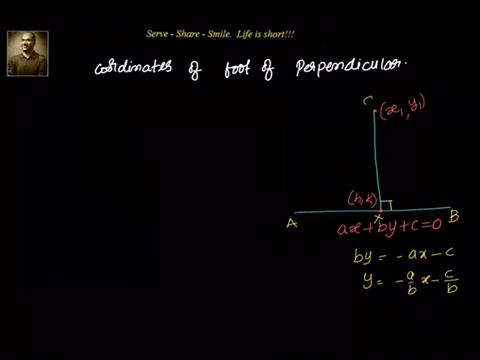 Serve - Share - Smile. Life is short!!!
coordinates of foot of Perpendicular.
C
(x₁, y₁)
(h,k)
A
X
B
ax+by+c=0
by = -ax-c
y = -a/b x - c/b